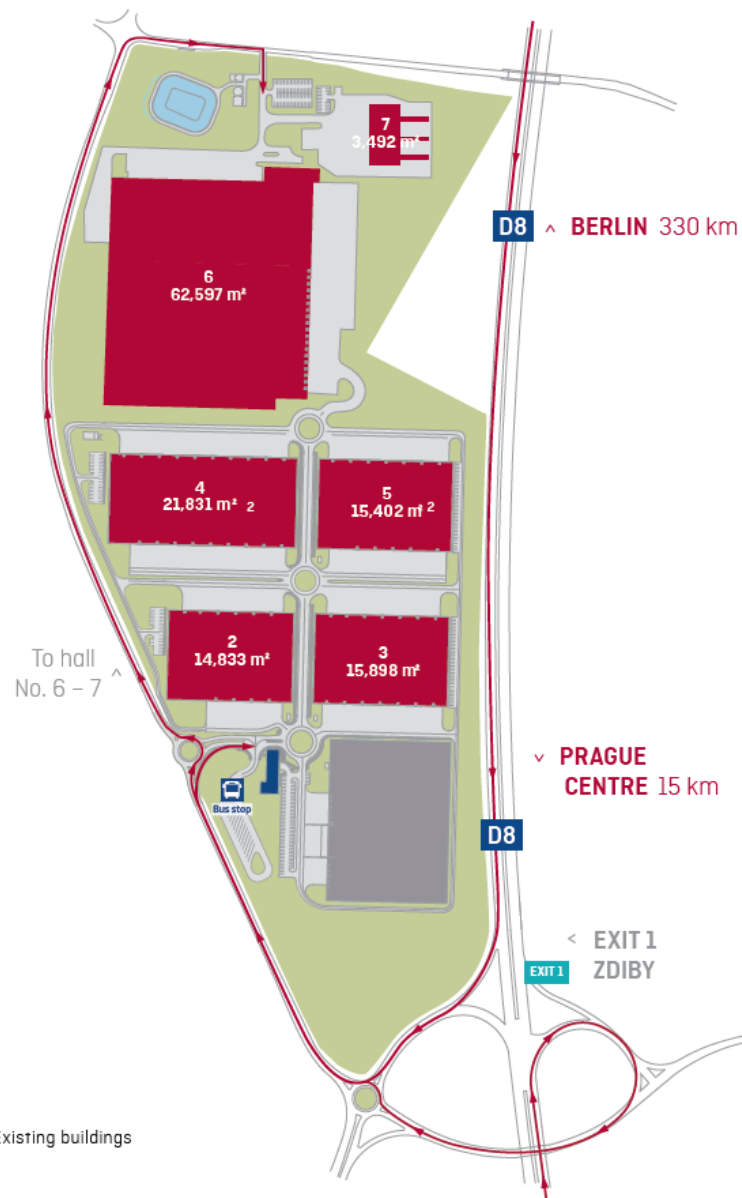 7
3,492 m²
D8
^ BERLIN 330 km
6
62,597 m²
4
21,831 m² 2
5
15,402 m² 2
2
14,833 m²
3
15,898 m²
To hall
No. 6 – 7 ^
Bus stop
˅ PRAGUE
CENTRE 15 km
D8
< EXIT 1
ZDIBY
EXIT 1
Existing buildings